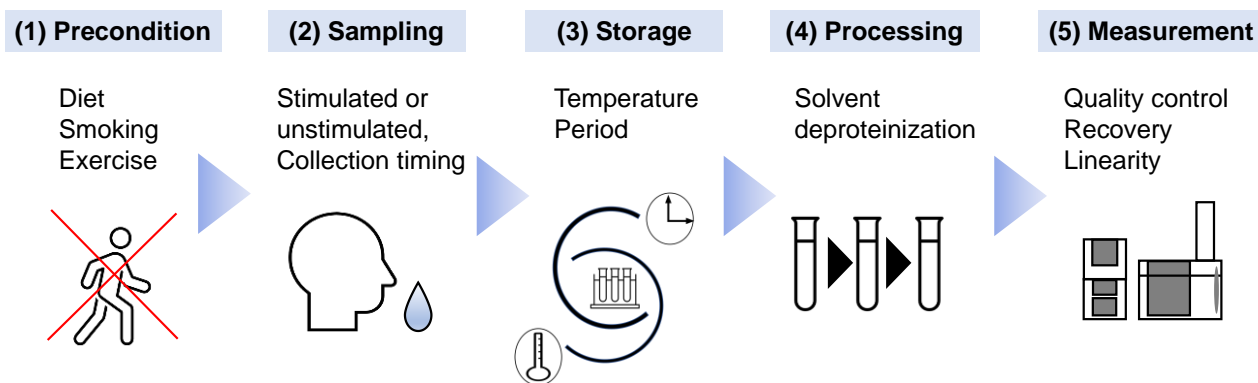 (1) Precondition
Diet
Smoking
Exercise
(2) Sampling
Stimulated or
unstimulated,
Collection timing
(3) Storage
Temperature
Period
(4) Processing
Solvent
deproteinization
(5) Measurement
Quality control
Recovery
Linearity